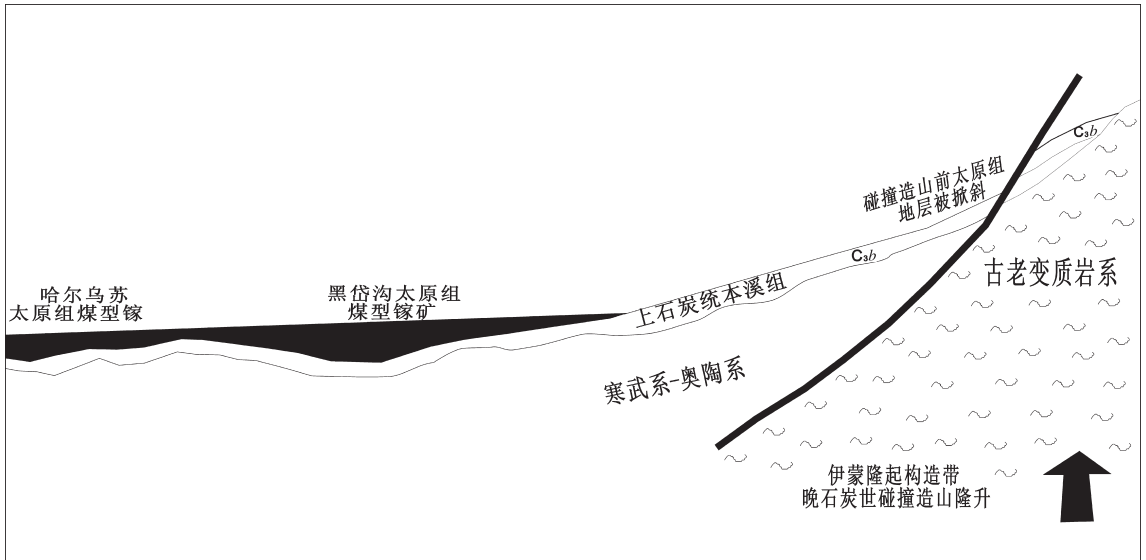 C₃b
碰撞造山前太原组
地层被掀斜
C₃b
古老变质岩系
哈尔乌苏
太原组煤型镓
黑岱沟太原组
煤型镓矿
上石炭统本溪组
寒武系-奥陶系
伊蒙隆起构造带
晚石炭世碰撞造山隆升